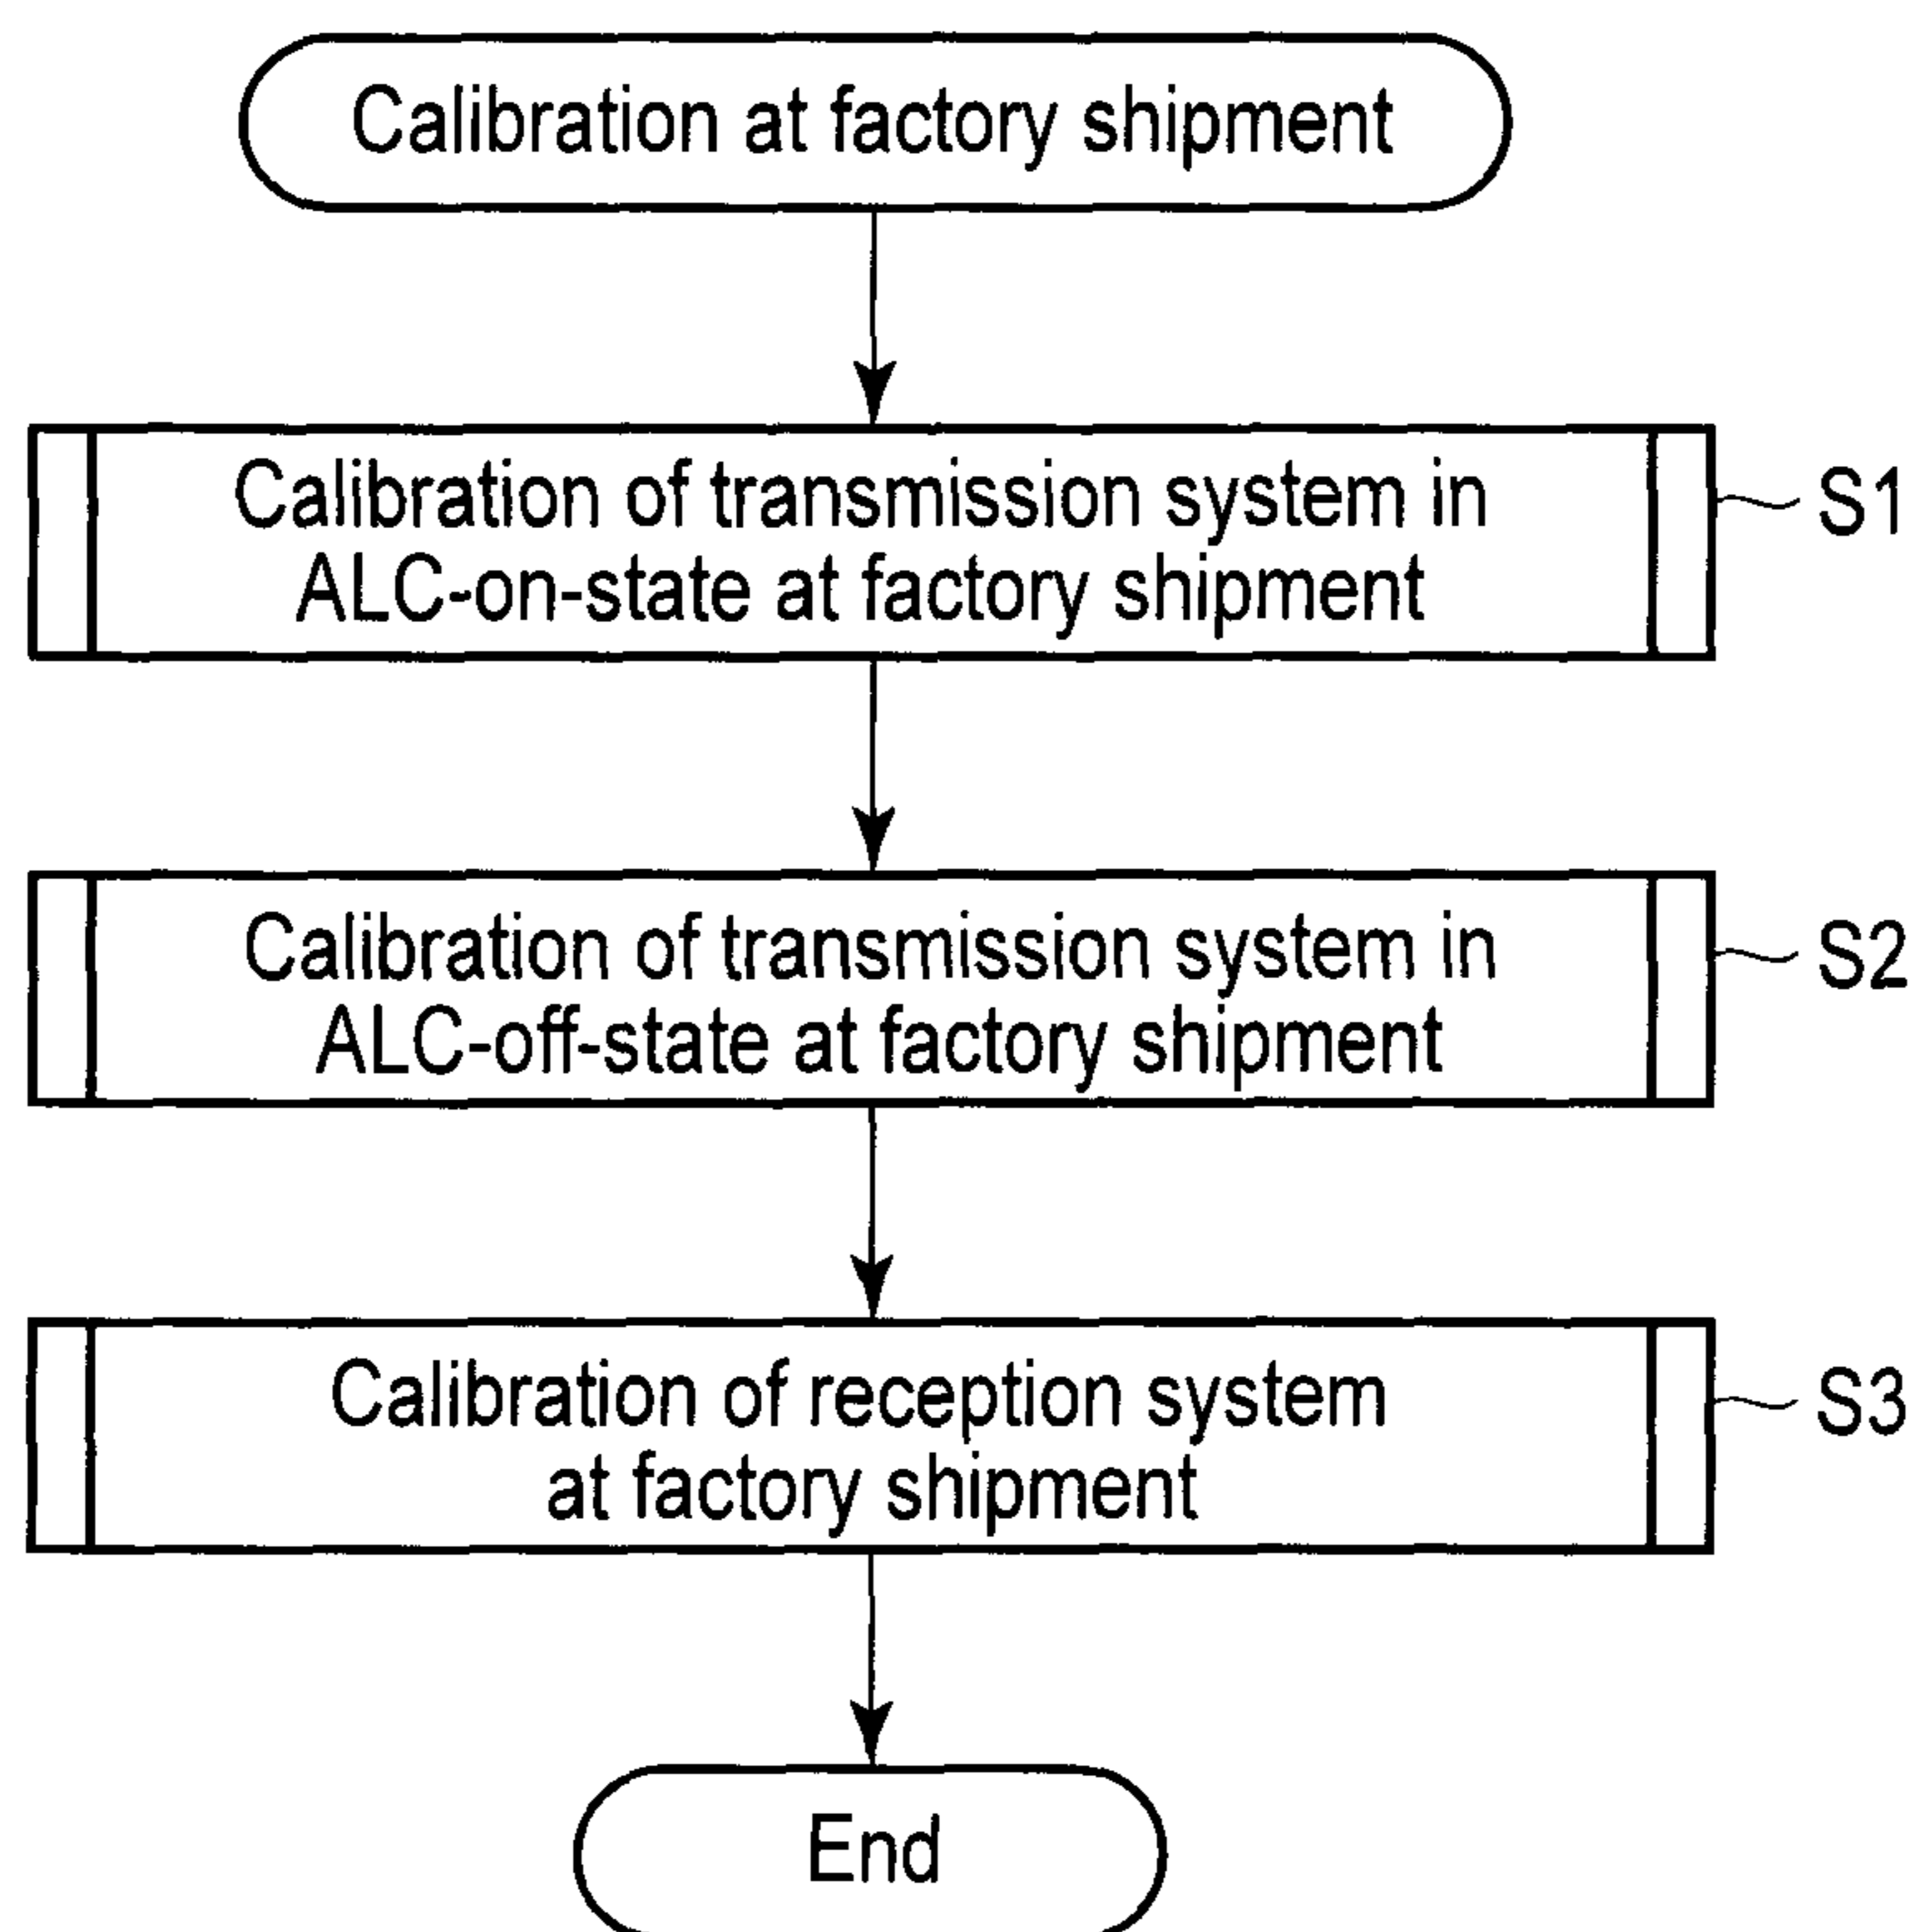 Calibration at factory shipment
Calibration of transmission system in
ALC-on-state at factory shipment
S1
Calibration of transmission system in
ALC-off-state at factory shipment
S2
Calibration of reception system
at factory shipment
S3
End